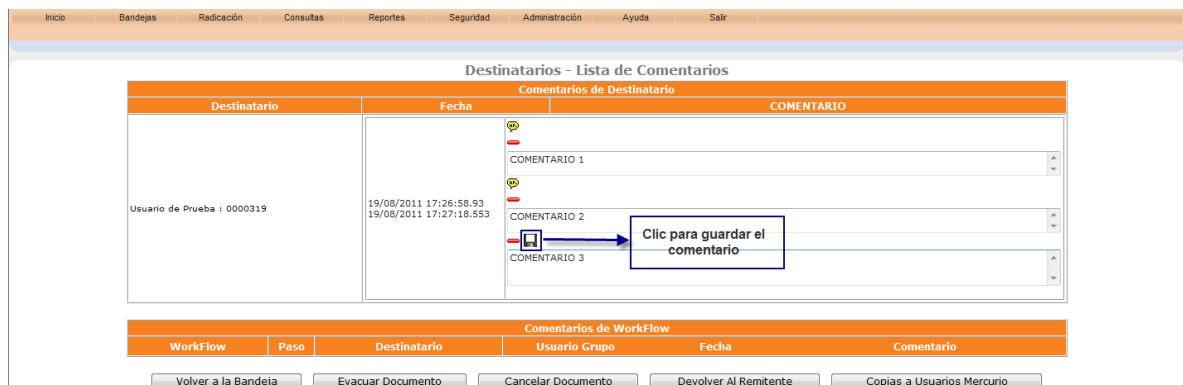 Inicio Bandejas Radicación Consultas Reportes Seguridad Administración Ayuda Salir
Destinatarios - Lista de Comentarios
Comentarios de Destinatario
Destinatario Fecha COMENTARIO
COMENTARIO 1
Usuario de Prueba : 0000319
19/08/2011 17:26:58.93
19/08/2011 17:27:18.553
COMENTARIO 2
Clic para guardar el
comentario
COMENTARIO 3
Comentarios de WorkFlow
WorkFlow Paso Destinatario Usuario Grupo Fecha Comentario
Volver a la Bandeja Evacuar Documento Cancelar Documento Devolver Al Remitente Copias a Usuarios Mercurio